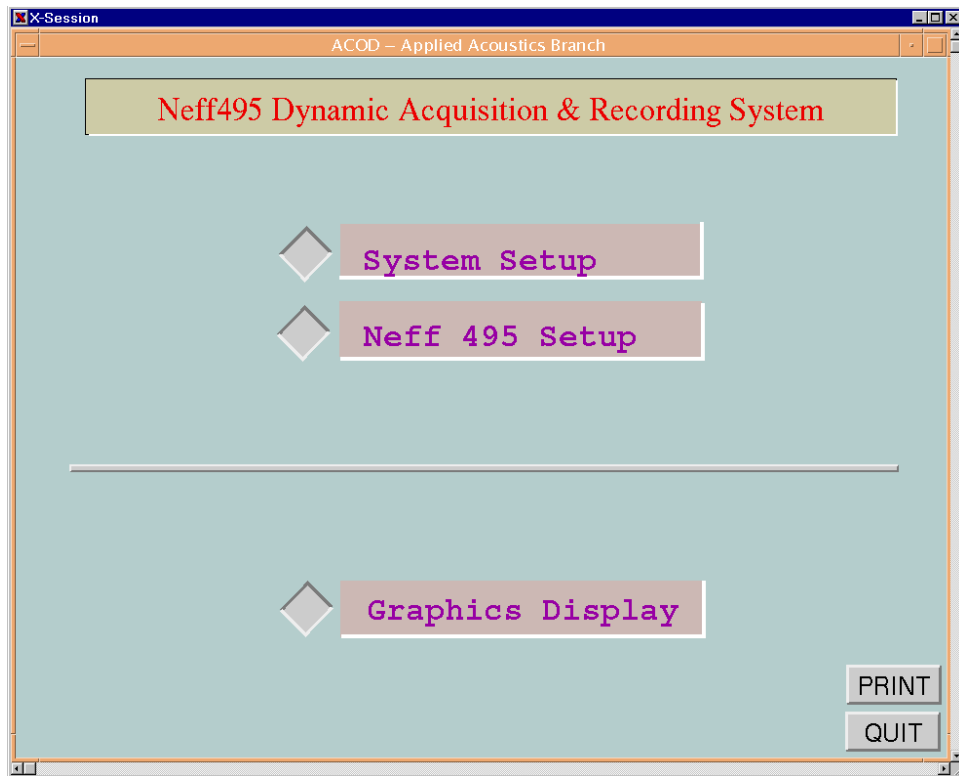 X-Session
ACOD – Applied Acoustics Branch
Neff495 Dynamic Acquisition & Recording System
System Setup
Neff 495 Setup
Graphics Display
PRINT
QUIT